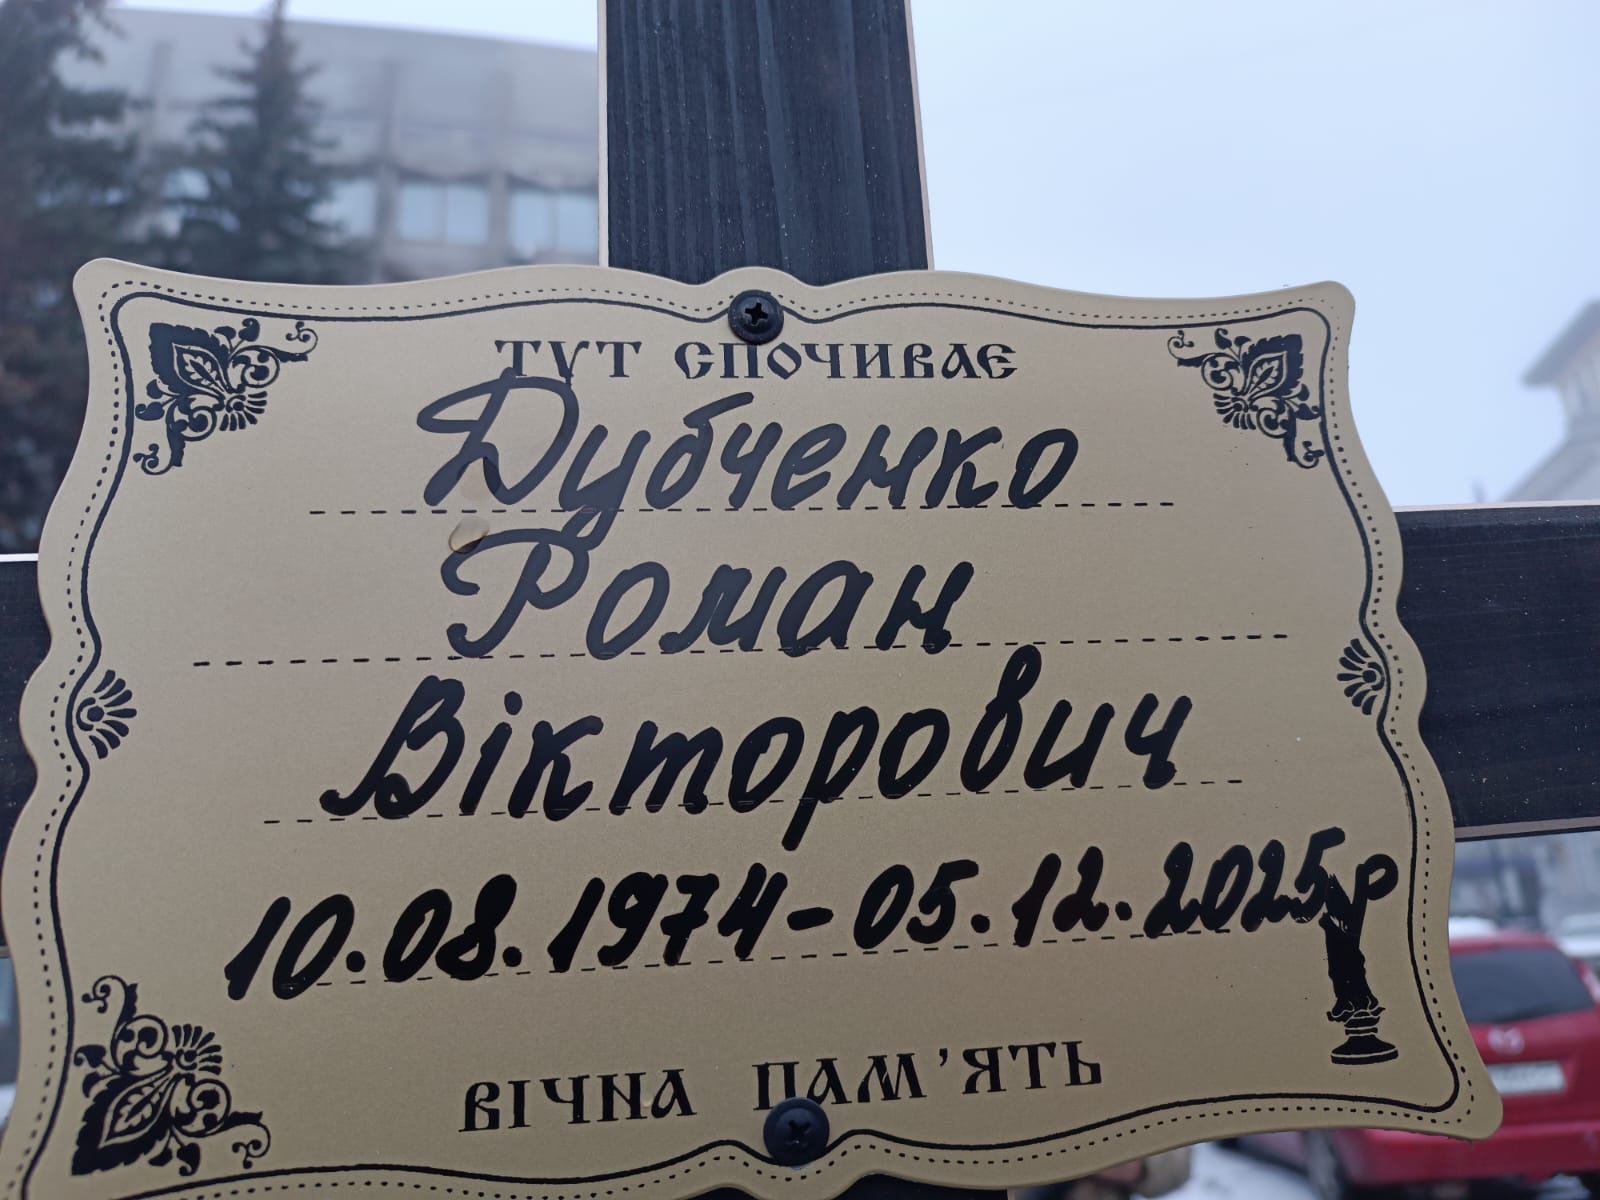 ТУТ СПОЧИВАЄ
Дубченко
Роман
Вікторович
10.08.1974-05.12.2025р
ВІЧНА ПАМ'ЯТЬ